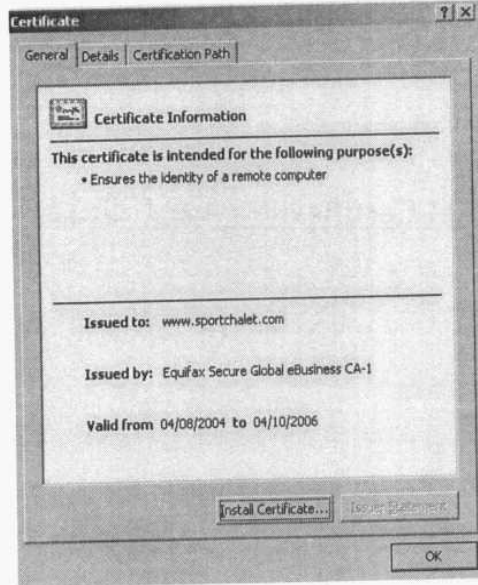 Certificate
? X
General Details Certification Path
Certificate Information
This certificate is intended for the following purpose(s):
• Ensures the identity of a remote computer
Issued to: www.sportchalet.com
Issued by: Equifax Secure Global eBusiness CA-1
Valid from 04/08/2004 to 04/10/2006
Install Certificate... Issuer Statement
OK